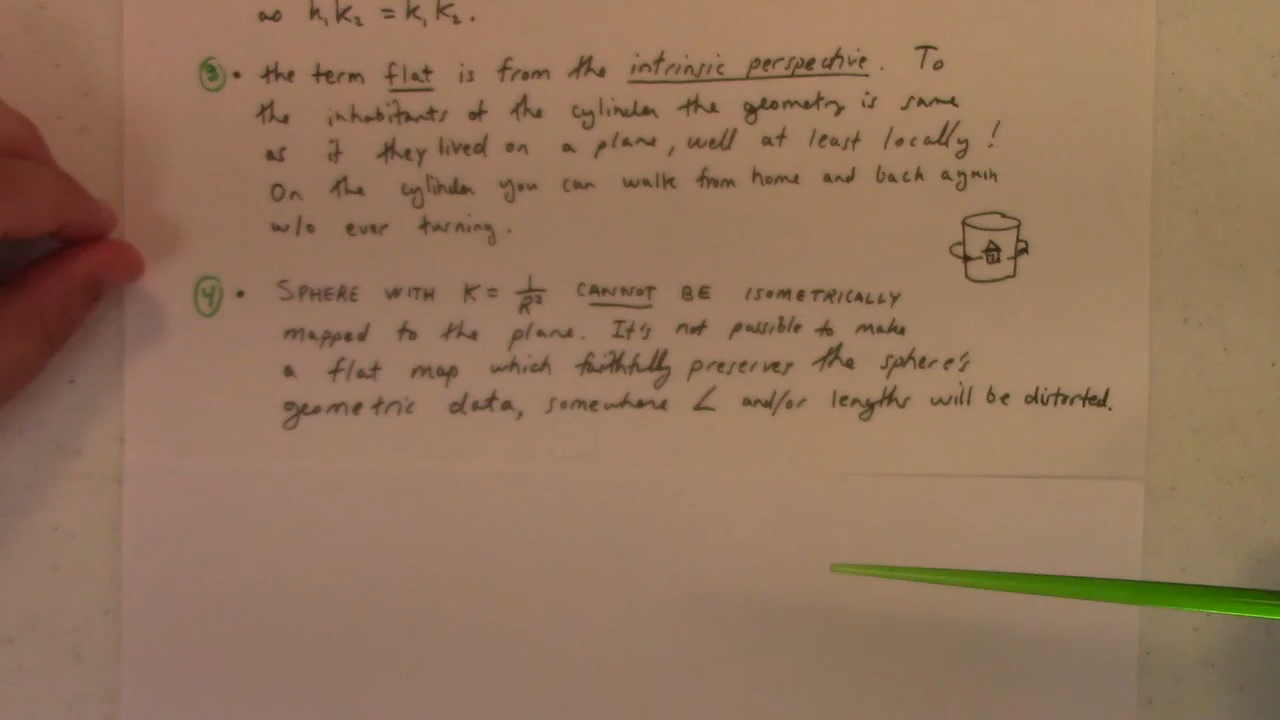 as k₁k₂ = k₁k₂.
③ • the term flat is from the intrinsic perspective. To
the inhabitants of the cylinder the geometry is same
as if they lived on a plane, well at least locally!
On the cylinder you can walk from home and back again
w/o ever turning.
④ • SPHERE WITH K = 1/R² CANNOT BE ISOMETRICALLY
mapped to the plane. It's not possible to make
a flat map which faithfully preserves the sphere's
geometric data, somewhere ∠ and/or lengths will be distorted.